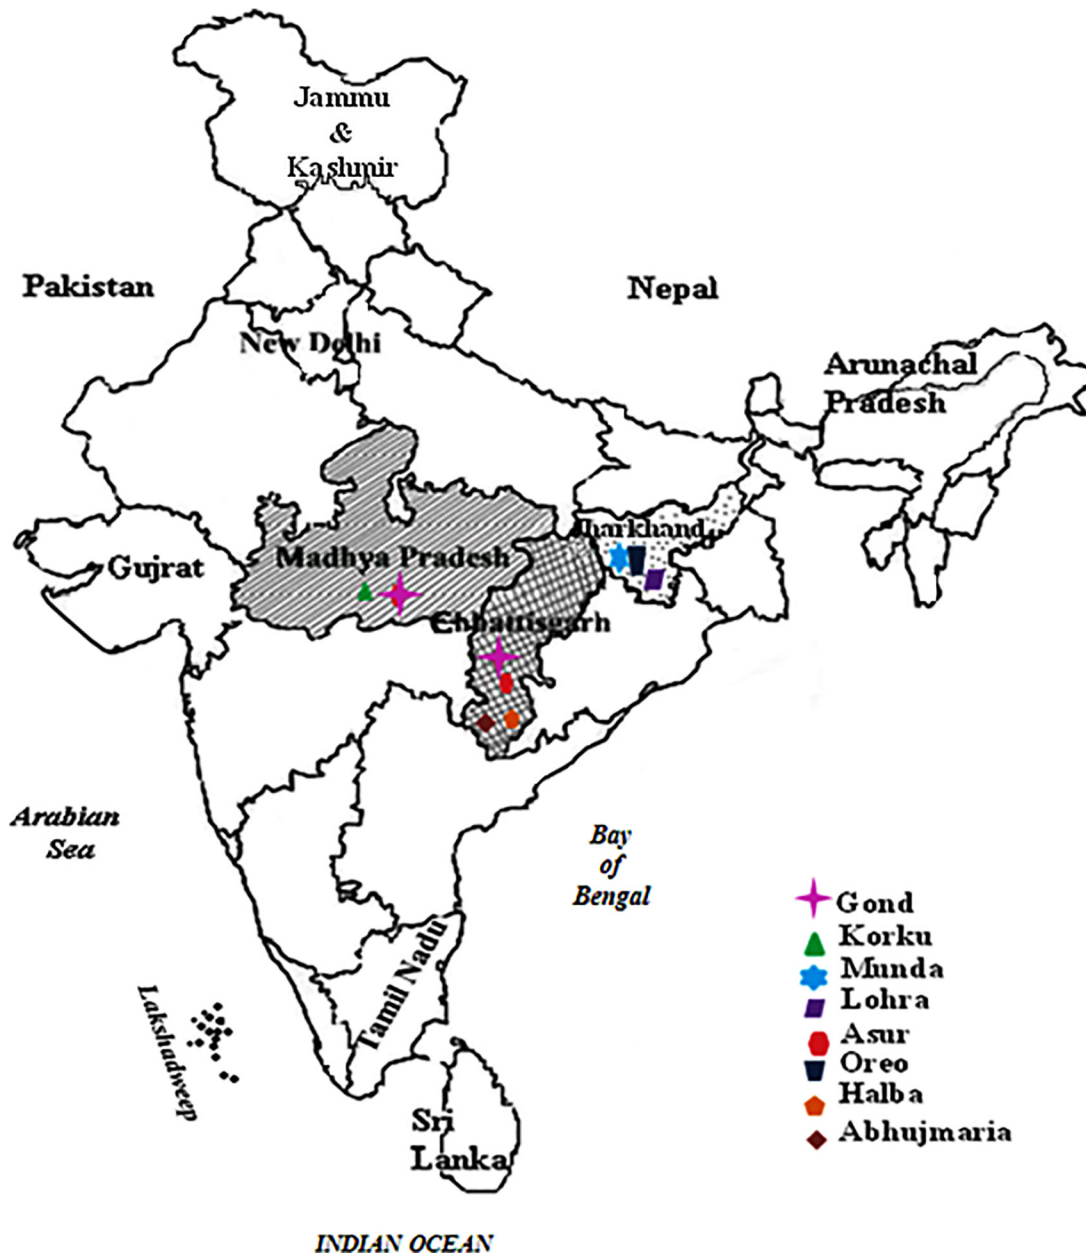 Jammu
&
Kashmir
Pakistan
Nepal
New Delhi
Arunachal
Pradesh
Jharkhand
Madhya Pradesh
Gujrat
Chhattisgarh
Arabian
Sea
Bay
of
Bengal
Gond
Korku
Munda
Lohra
Asur
Oreo
Halba
Abhujmaria
Tamil Nadu
Lakshadweep
Sri
Lanka
INDIAN OCEAN